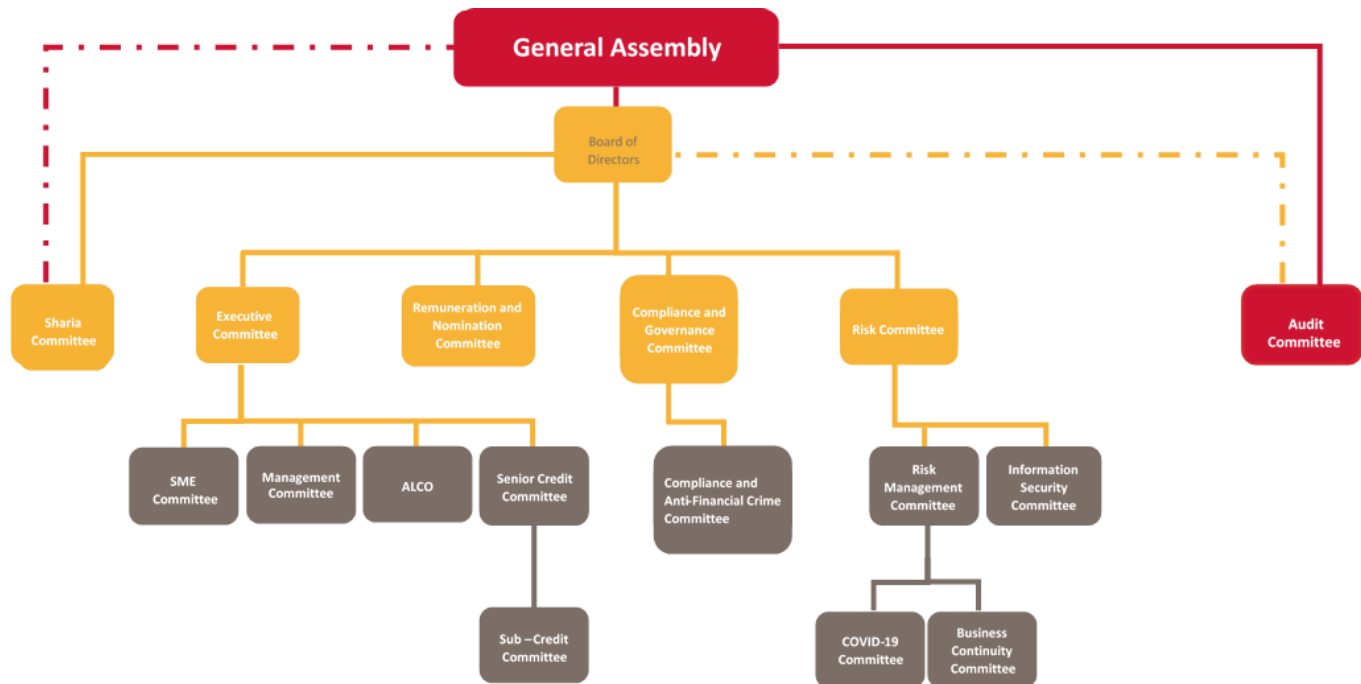 General Assembly
Board of
Directors
Sharia
Committee
Executive
Committee
Remuneration and
Nomination
Committee
Compliance and
Governance
Committee
Risk Committee
Audit
Committee
SME
Committee
Management
Committee
ALCO
Senior Credit
Committee
Compliance and
Anti-Financial Crime
Committee
Risk
Management
Committee
Information
Security
Committee
Sub – Credit
Committee
COVID-19
Committee
Business
Continuity
Committee